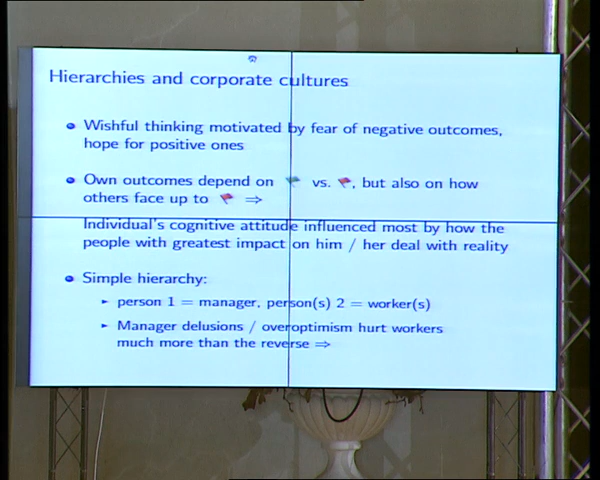 Hierarchies and corporate cultures
Wishful thinking motivated by fear of negative outcomes,
hope for positive ones
Own outcomes depend on vs. , but also on how
others face up to ⇒
Individual's cognitive attitude influenced most by how the
people with greatest impact on him / her deal with reality
Simple hierarchy:
person 1 = manager, person(s) 2 = worker(s)
Manager delusions / overoptimism hurt workers
much more than the reverse ⇒